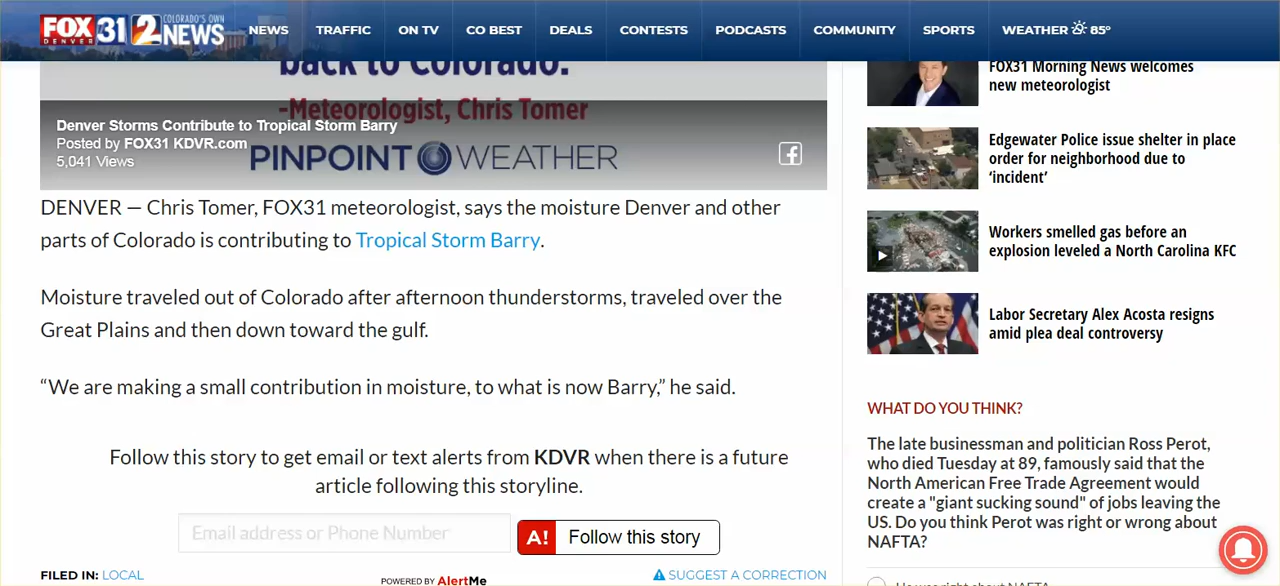 FOX 31 DENVER 2 COLORADO'S OWN NEWS
NEWS TRAFFIC ON TV CO BEST DEALS CONTESTS PODCASTS COMMUNITY SPORTS WEATHER 85°
back to Colorado.
-Meteorologist, Chris Tomer
Denver Storms Contribute to Tropical Storm Barry
Posted by FOX31 KDVR.com
5,041 Views
PINPOINT WEATHER
DENVER — Chris Tomer, FOX31 meteorologist, says the moisture Denver and other
parts of Colorado is contributing to Tropical Storm Barry.
Moisture traveled out of Colorado after afternoon thunderstorms, traveled over the
Great Plains and then down toward the gulf.
“We are making a small contribution in moisture, to what is now Barry,” he said.
Follow this story to get email or text alerts from KDVR when there is a future
article following this storyline.
Email address or Phone Number
A! Follow this story
FILED IN: LOCAL
POWERED BY AlertMe
SUGGEST A CORRECTION
FOX31 Morning News welcomes
new meteorologist
Edgewater Police issue shelter in place
order for neighborhood due to
‘incident’
Workers smelled gas before an
explosion leveled a North Carolina KFC
Labor Secretary Alex Acosta resigns
amid plea deal controversy
WHAT DO YOU THINK?
The late businessman and politician Ross Perot,
who died Tuesday at 89, famously said that the
North American Free Trade Agreement would
create a "giant sucking sound" of jobs leaving the
US. Do you think Perot was right or wrong about
NAFTA?
He was right about NAFTA